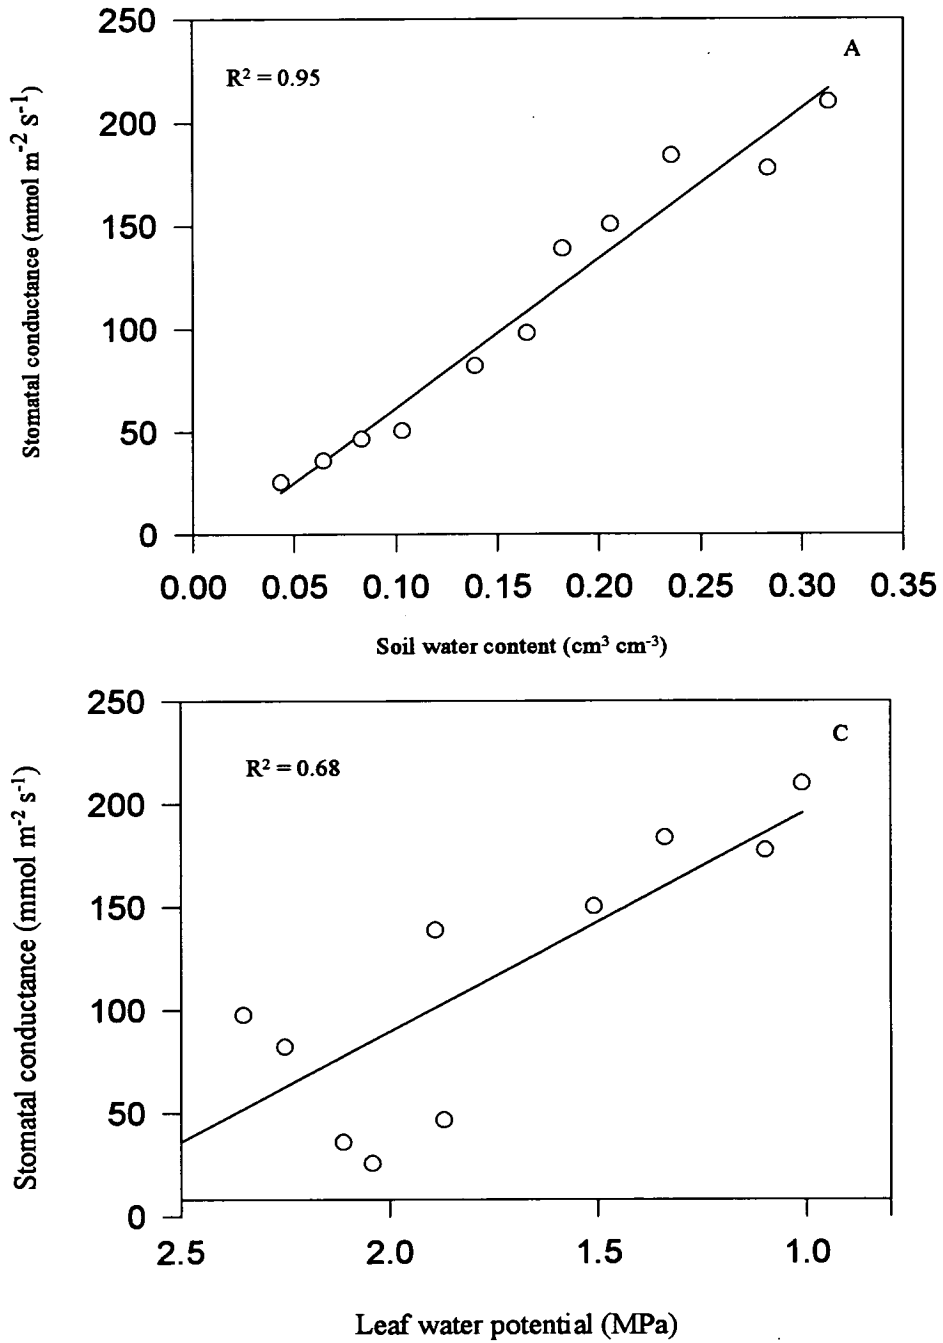 250
A
R² = 0.95
200
150
100
50
0
Stomatal conductance (mmol m⁻² s⁻¹)
0.00 0.05 0.10 0.15 0.20 0.25 0.30 0.35
Soil water content (cm³ cm⁻³)
250
C
R² = 0.68
200
150
100
50
0
Stomatal conductance (mmol m⁻² s⁻¹)
2.5 2.0 1.5 1.0
Leaf water potential (MPa)